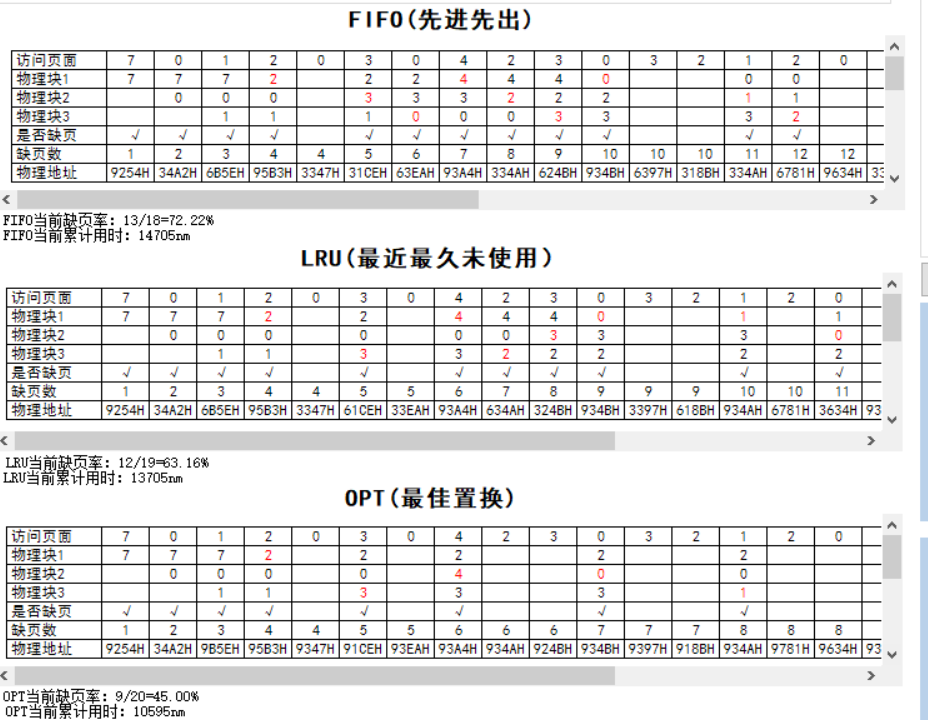 FIFO(先进先出)
访问页面 7 0 1 2 0 3 0 4 2 3 0 3 2 1 2 0
物理块1 7 7 7 2 2 2 4 4 4 0 0 0
物理块2 0 0 0 3 3 3 2 2 2 1 1
物理块3 1 1 1 0 0 0 3 3 3 2
是否缺页 √ √ √ √ √ √ √ √ √ √ √ √
缺页数 1 2 3 4 4 5 6 7 8 9 10 10 10 11 12 12
物理地址 9254H 34A2H 6B5EH 95B3H 3347H 31CEH 63EAH 93A4H 334AH 624BH 934BH 6397H 318BH 334AH 6781H 9634H 33
FIFO当前缺页率: 13/18=72.22%
FIFO当前累计用时: 14705nm
LRU(最近最久未使用)
访问页面 7 0 1 2 0 3 0 4 2 3 0 3 2 1 2 0
物理块1 7 7 7 2 2 4 4 4 0 1 1
物理块2 0 0 0 0 0 0 3 3 3 0
物理块3 1 1 3 3 2 2 2 2 2
是否缺页 √ √ √ √ √ √ √ √ √ √ √
缺页数 1 2 3 4 4 5 5 6 7 8 9 9 9 10 10 11
物理地址 9254H 34A2H 6B5EH 95B3H 3347H 61CEH 33EAH 93A4H 634AH 324BH 934BH 3397H 618BH 934AH 6781H 3634H 93
LRU当前缺页率: 12/19=63.16%
LRU当前累计用时: 13705nm
OPT(最佳置换)
访问页面 7 0 1 2 0 3 0 4 2 3 0 3 2 1 2 0
物理块1 7 7 7 2 2 2 2 2
物理块2 0 0 0 0 4 0 0
物理块3 1 1 3 3 3 1
是否缺页 √ √ √ √ √ √ √ √
缺页数 1 2 3 4 4 5 5 6 6 6 7 7 7 8 8 8
物理地址 9254H 34A2H 9B5EH 95B3H 9347H 91CEH 93EAH 93A4H 934AH 924BH 934BH 9397H 918BH 934AH 9781H 9634H 93
OPT当前缺页率: 9/20=45.00%
OPT当前累计用时: 10595nm